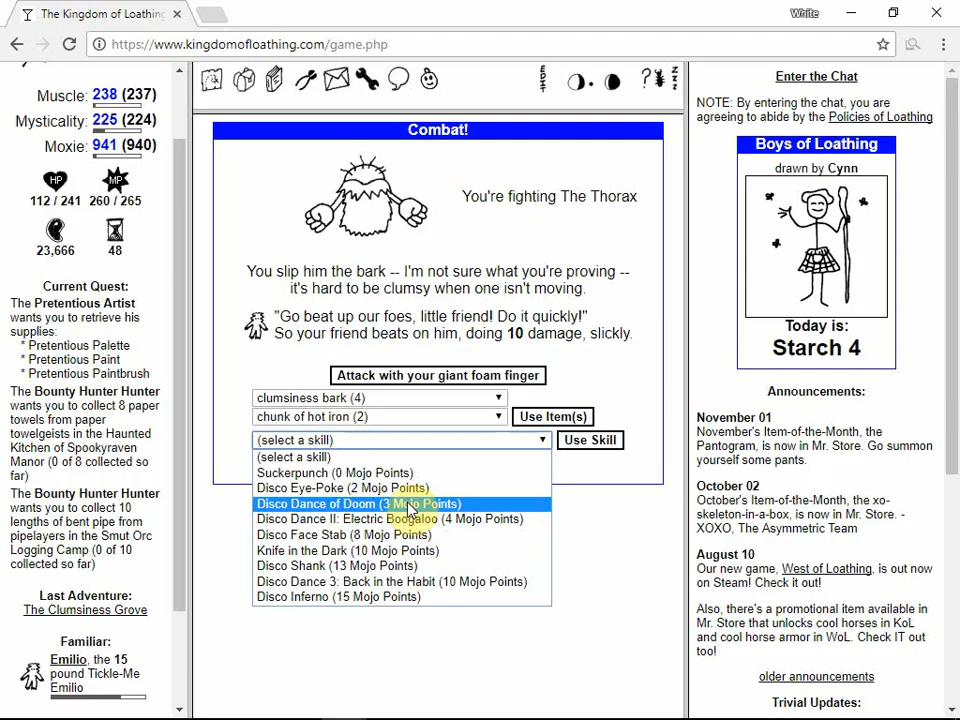 The Kingdom of Loathing
White
https://www.kingdomofloathing.com/game.php
Muscle: 238 (237)
Mysticality: 225 (224)
Moxie: 941 (940)
HP
MP
112 / 241
260 / 265
23,666
48
Current Quest:
The Pretentious Artist
wants you to retrieve his
supplies:
* Pretentious Palette
* Pretentious Paint
* Pretentious Paintbrush
The Bounty Hunter Hunter
wants you to collect 8 paper
towels from paper
towelgeists in the Haunted
Kitchen of Spookyraven
Manor (0 of 8 collected so
far)
The Bounty Hunter Hunter
wants you to collect 10
lengths of bent pipe from
pipelayers in the Smut Orc
Logging Camp (0 of 10
collected so far)
Last Adventure:
The Clumsiness Grove
Familiar:
Emilio, the 15
pound Tickle-Me
Emilio
EDIT
ZZZ
Combat!
You're fighting The Thorax
You slip him the bark -- I'm not sure what you're proving --
it's hard to be clumsy when one isn't moving.
"Go beat up our foes, little friend! Do it quickly!"
So your friend beats on him, doing 10 damage, slickly.
Attack with your giant foam finger
clumsiness bark (4)
chunk of hot iron (2)
Use Item(s)
(select a skill)
Use Skill
(select a skill)
Suckerpunch (0 Mojo Points)
Disco Eye-Poke (2 Mojo Points)
Disco Dance of Doom (3 Mojo Points)
Disco Dance II: Electric Boogaloo (4 Mojo Points)
Disco Face Stab (8 Mojo Points)
Knife in the Dark (10 Mojo Points)
Disco Shank (13 Mojo Points)
Disco Dance 3: Back in the Habit (10 Mojo Points)
Disco Inferno (15 Mojo Points)
Enter the Chat
NOTE: By entering the chat, you are
agreeing to abide by the Policies of Loathing
Boys of Loathing
drawn by Cynn
Today is:
Starch 4
Announcements:
November 01
November's Item-of-the-Month, the
Pantogram, is now in Mr. Store. Go summon
yourself some pants.
October 02
October's Item-of-the-Month, the xo-
skeleton-in-a-box, is now in Mr. Store. -
XOXO, The Asymmetric Team
August 10
Our new game, West of Loathing, is out now
on Steam! Check it out!
Also, there's a promotional item available in
Mr. Store that unlocks cool horses in KoL
and cool horse armor in WoL. Check IT out
too!
older announcements
Trivial Updates: